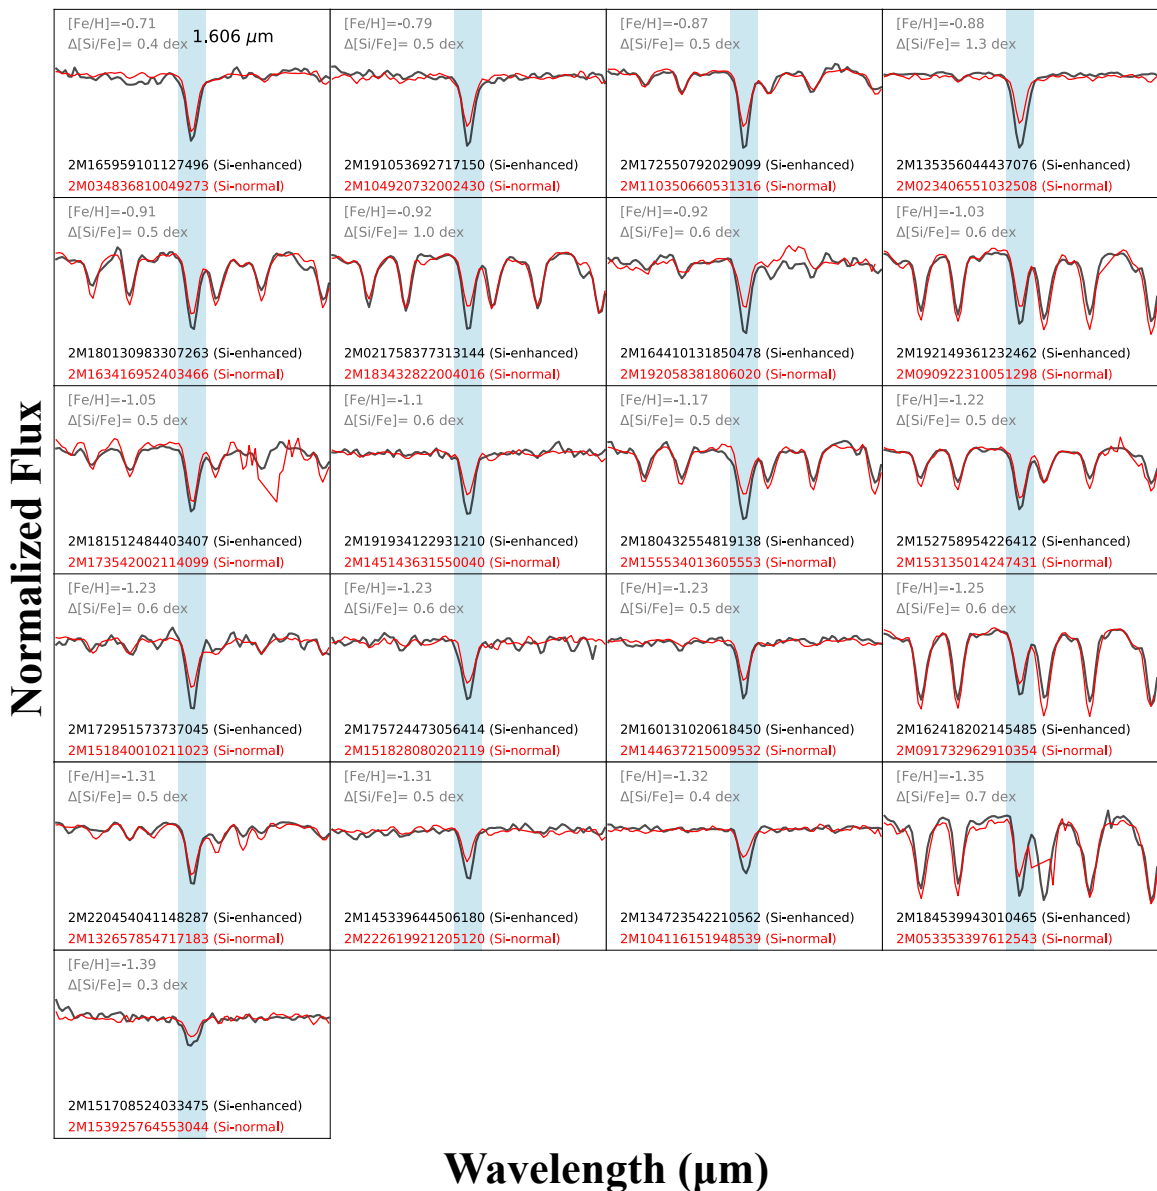 [Fe/H]=-0.71
Δ[Si/Fe]= 0.4 dex
1.606 μm
2M165959101127496 (Si-enhanced)
2M034836810049273 (Si-normal)
[Fe/H]=-0.79
Δ[Si/Fe]= 0.5 dex
2M191053692717150 (Si-enhanced)
2M104920732002430 (Si-normal)
[Fe/H]=-0.87
Δ[Si/Fe]= 0.5 dex
2M172550792029099 (Si-enhanced)
2M110350660531316 (Si-normal)
[Fe/H]=-0.88
Δ[Si/Fe]= 1.3 dex
2M135356044437076 (Si-enhanced)
2M023406551032508 (Si-normal)
[Fe/H]=-0.91
Δ[Si/Fe]= 0.5 dex
2M180130983307263 (Si-enhanced)
2M163416952403466 (Si-normal)
[Fe/H]=-0.92
Δ[Si/Fe]= 1.0 dex
2M021758377313144 (Si-enhanced)
2M183432822004016 (Si-normal)
[Fe/H]=-0.92
Δ[Si/Fe]= 0.6 dex
2M164410131850478 (Si-enhanced)
2M192058381806020 (Si-normal)
[Fe/H]=-1.03
Δ[Si/Fe]= 0.6 dex
2M192149361232462 (Si-enhanced)
2M090922310051298 (Si-normal)
[Fe/H]=-1.05
Δ[Si/Fe]= 0.5 dex
2M181512484403407 (Si-enhanced)
2M173542002114099 (Si-normal)
[Fe/H]=-1.1
Δ[Si/Fe]= 0.6 dex
2M191934122931210 (Si-enhanced)
2M145143631550040 (Si-normal)
[Fe/H]=-1.17
Δ[Si/Fe]= 0.5 dex
2M180432554819138 (Si-enhanced)
2M155534013605553 (Si-normal)
[Fe/H]=-1.22
Δ[Si/Fe]= 0.5 dex
2M152758954226412 (Si-enhanced)
2M153135014247431 (Si-normal)
[Fe/H]=-1.23
Δ[Si/Fe]= 0.6 dex
2M172951573737045 (Si-enhanced)
2M151840010211023 (Si-normal)
[Fe/H]=-1.23
Δ[Si/Fe]= 0.6 dex
2M175724473056414 (Si-enhanced)
2M151828080202119 (Si-normal)
[Fe/H]=-1.23
Δ[Si/Fe]= 0.5 dex
2M160131020618450 (Si-enhanced)
2M144637215009532 (Si-normal)
[Fe/H]=-1.25
Δ[Si/Fe]= 0.6 dex
2M162418202145485 (Si-enhanced)
2M091732962910354 (Si-normal)
[Fe/H]=-1.31
Δ[Si/Fe]= 0.5 dex
2M220454041148287 (Si-enhanced)
2M132657854717183 (Si-normal)
[Fe/H]=-1.31
Δ[Si/Fe]= 0.5 dex
2M145339644506180 (Si-enhanced)
2M222619921205120 (Si-normal)
[Fe/H]=-1.32
Δ[Si/Fe]= 0.4 dex
2M134723542210562 (Si-enhanced)
2M104116151948539 (Si-normal)
[Fe/H]=-1.35
Δ[Si/Fe]= 0.7 dex
2M184539943010465 (Si-enhanced)
2M053353397612543 (Si-normal)
[Fe/H]=-1.39
Δ[Si/Fe]= 0.3 dex
2M151708524033475 (Si-enhanced)
2M153925764553044 (Si-normal)
Normalized Flux
Wavelength (μm)